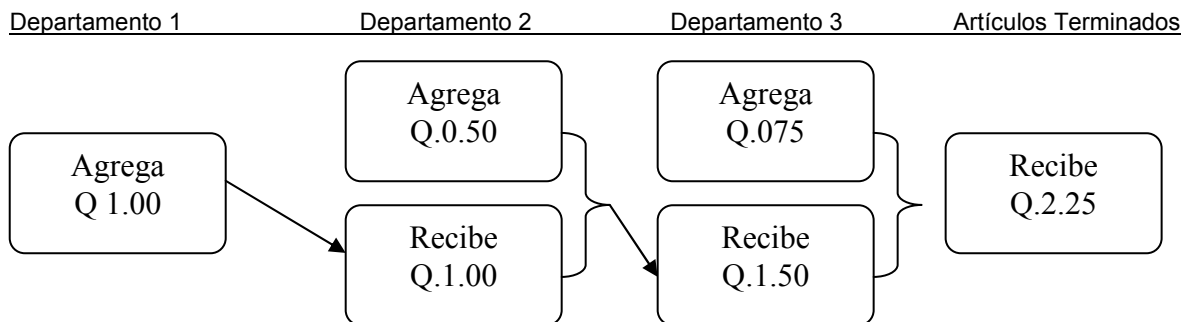 Departamento 1 Departamento 2 Departamento 3 Artículos Terminados
Agrega
Q 1.00
Agrega
Q.0.50
Recibe
Q.1.00
Agrega
Q.075
Recibe
Q.1.50
Recibe
Q.2.25